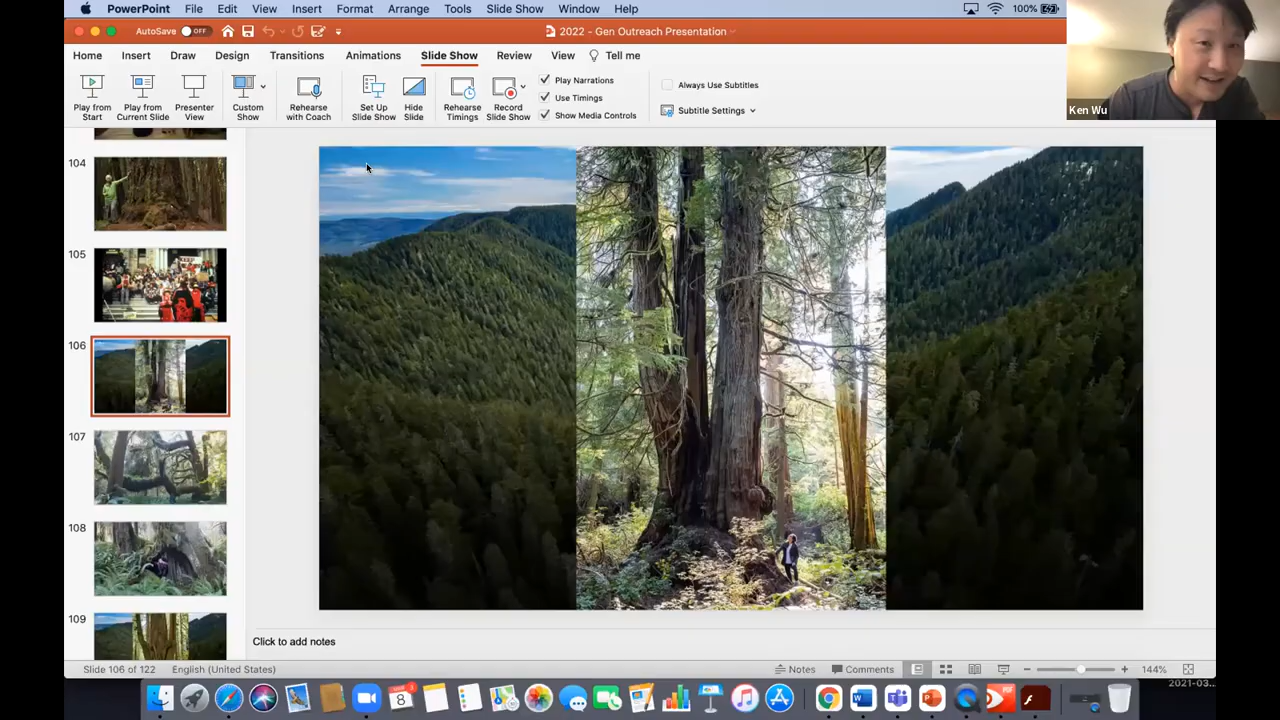 PowerPoint File Edit View Insert Format Arrange Tools Slide Show Window Help 100%
AutoSave OFF 2022 - Gen Outreach Presentation
Home Insert Draw Design Transitions Animations Slide Show Review View Tell me
Play from Start
Play from Current Slide
Presenter View
Custom Show
Rehearse with Coach
Set Up Slide Show
Hide Slide
Rehearse Timings
Record Slide Show
Play Narrations
Use Timings
Show Media Controls
Always Use Subtitles
Subtitle Settings
Ken Wu
104
105
106
107
108
109
Click to add notes
Slide 106 of 122 English (United States) Notes Comments 144%
8
2021-03...